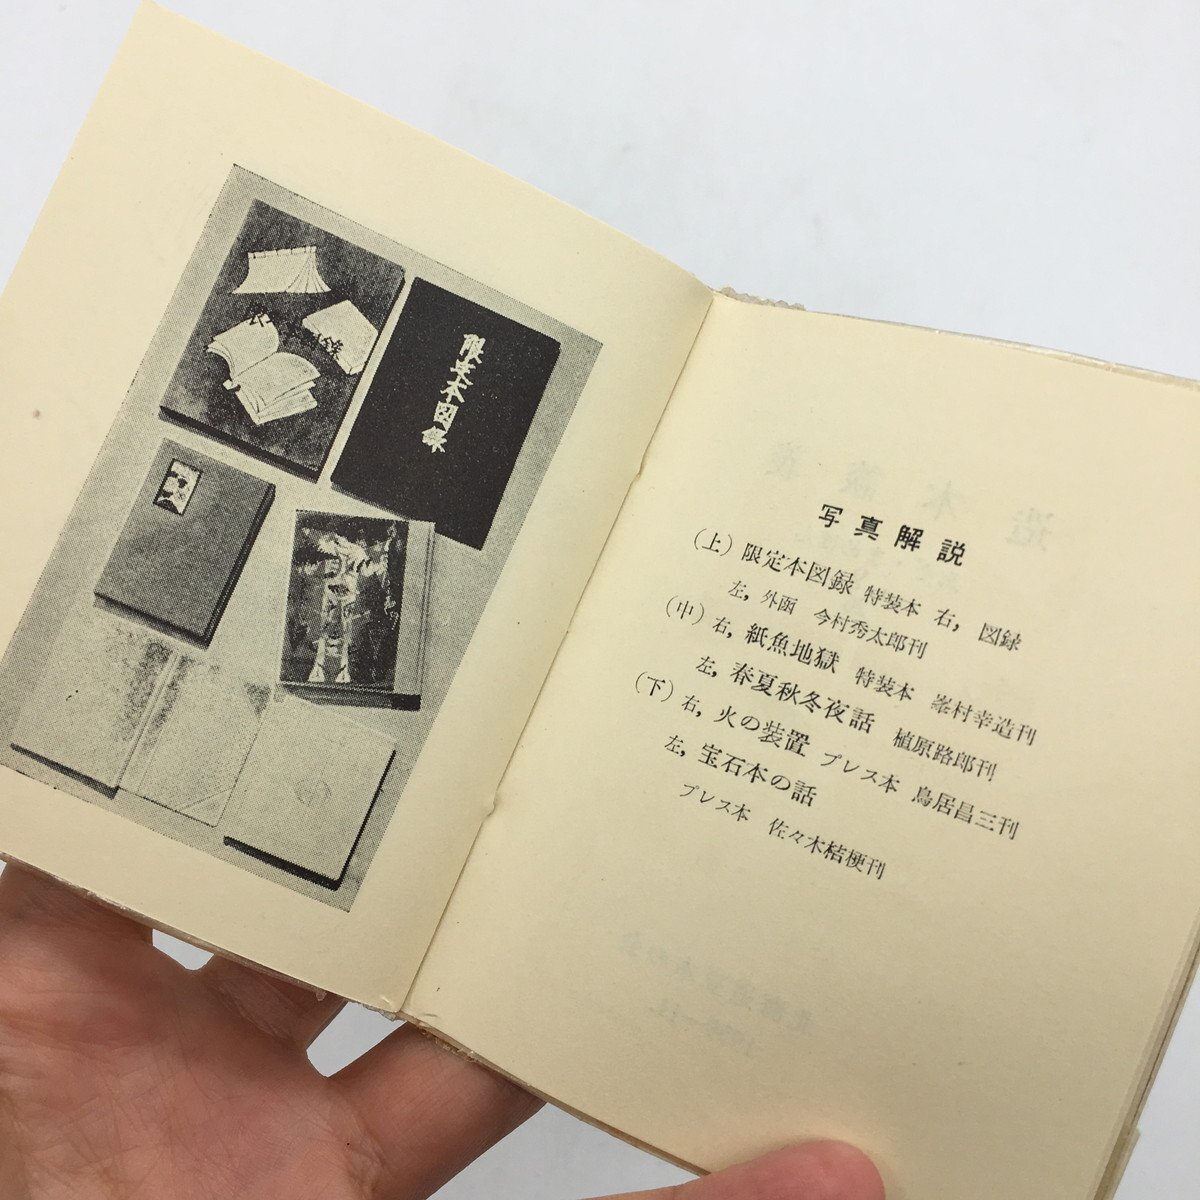 限定本図録
写真解説
(上) 限定本図録 特装本 右, 図録
左, 外函 今村秀太郎刊
(中) 右, 紙魚地獄 特装本 峯村幸造刊
左, 春夏秋冬夜話 植原路郎刊
(下) 右, 火の装置 プレス本 鳥居昌三刊
左, 宝石本の話
プレス本 佐々木桔梗刊